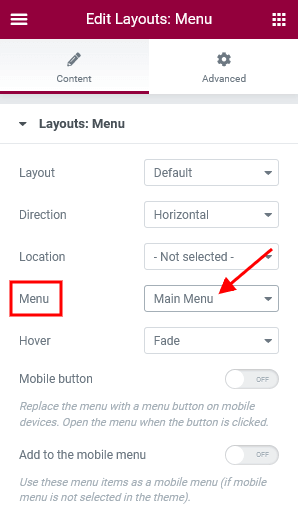 Edit Layouts: Menu
Content
Advanced
Layouts: Menu
Layout
Default
Direction
Horizontal
Location
- Not selected -
Menu
Main Menu
Hover
Fade
Mobile button
OFF
Replace the menu with a menu button on mobile
devices. Open the menu when the button is clicked.
Add to the mobile menu
OFF
Use these menu items as a mobile menu (if mobile
menu is not selected in the theme).